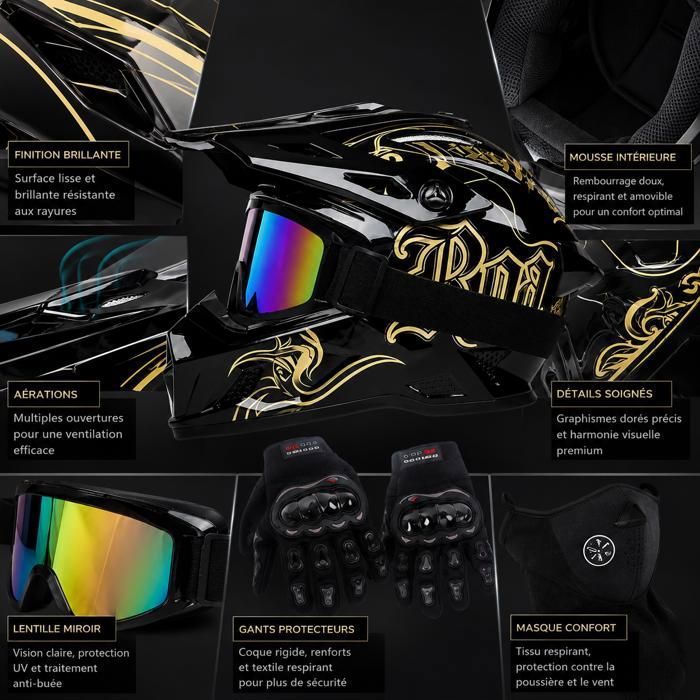 FINITION BRILLANTE
Surface lisse et
brillante résistante
aux rayures
MOUSSE INTÉRIEURE
Rembourrage doux,
respirant et amovible
pour un confort optimal
AÉRATIONS
Multiples ouvertures
pour une ventilation
efficace
DÉTAILS SOIGNÉS
Graphismes dorés précis
et harmonie visuelle
premium
LENTILLE MIROIR
Vision claire, protection
UV et traitement
anti-buée
GANTS PROTECTEURS
Coque rigide, renforts
et textile respirant
pour plus de sécurité
MASQUE CONFORT
Tissu respirant,
protection contre la
poussière et le vent